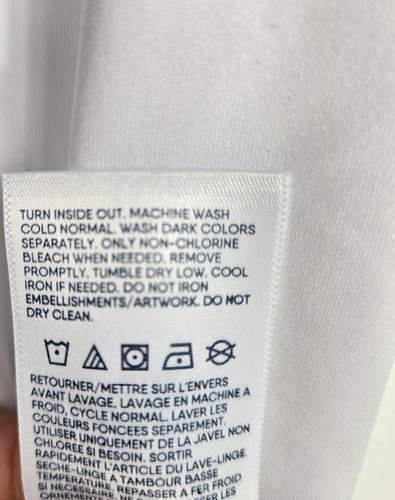 TURN INSIDE OUT. MACHINE WASH
COLD NORMAL. WASH DARK COLORS
SEPARATELY. ONLY NON-CHLORINE
BLEACH WHEN NEEDED. REMOVE
PROMPTLY. TUMBLE DRY LOW. COOL
IRON IF NEEDED. DO NOT IRON
EMBELLISHMENTS/ARTWORK. DO NOT
DRY CLEAN.
RETOURNER/METTRE SUR L'ENVERS
AVANT LAVAGE. LAVAGE EN MACHINE A
FROID, CYCLE NORMAL. LAVER LES
COULEURS FONCEES SEPAREMENT.
UTILISER UNIQUEMENT DE LA JAVEL NON
CHLOREE SI BESOIN. SORTIR
RAPIDEMENT L'ARTICLE DU LAVE-LINGE.
SECHE-LINGE A TAMBOUR BASSE
TEMPERATURE. REPASSER A FER FROID
SI NECESSAIRE. NE